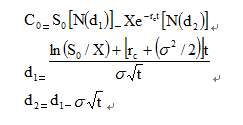 C₀=S₀[N(d₁)]–Xe^(-r_c t)[N(d₂)]
d₁=(ln(S₀/X)+[r_c+(σ²/2)]t)/(σ√t)
d₂=d₁–σ√t